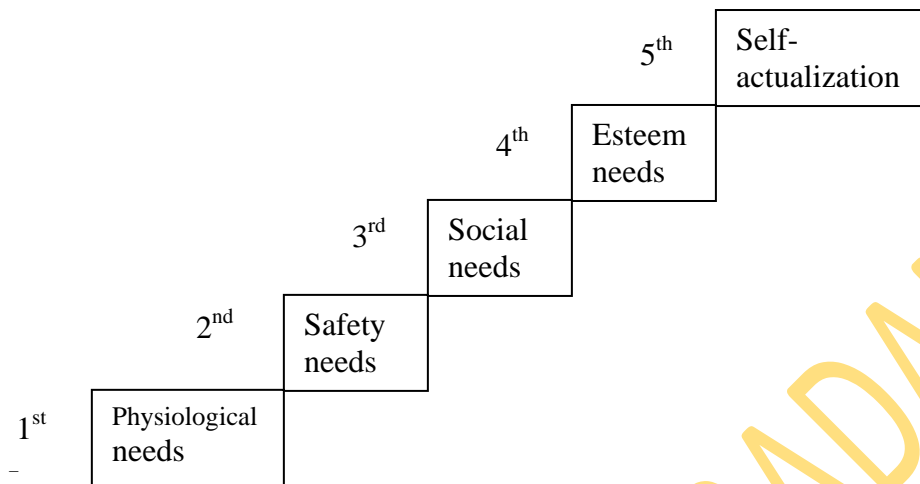 5th
Self-
actualization
4th
Esteem
needs
3rd
Social
needs
2nd
Safety
needs
1st
Physiological
needs
–